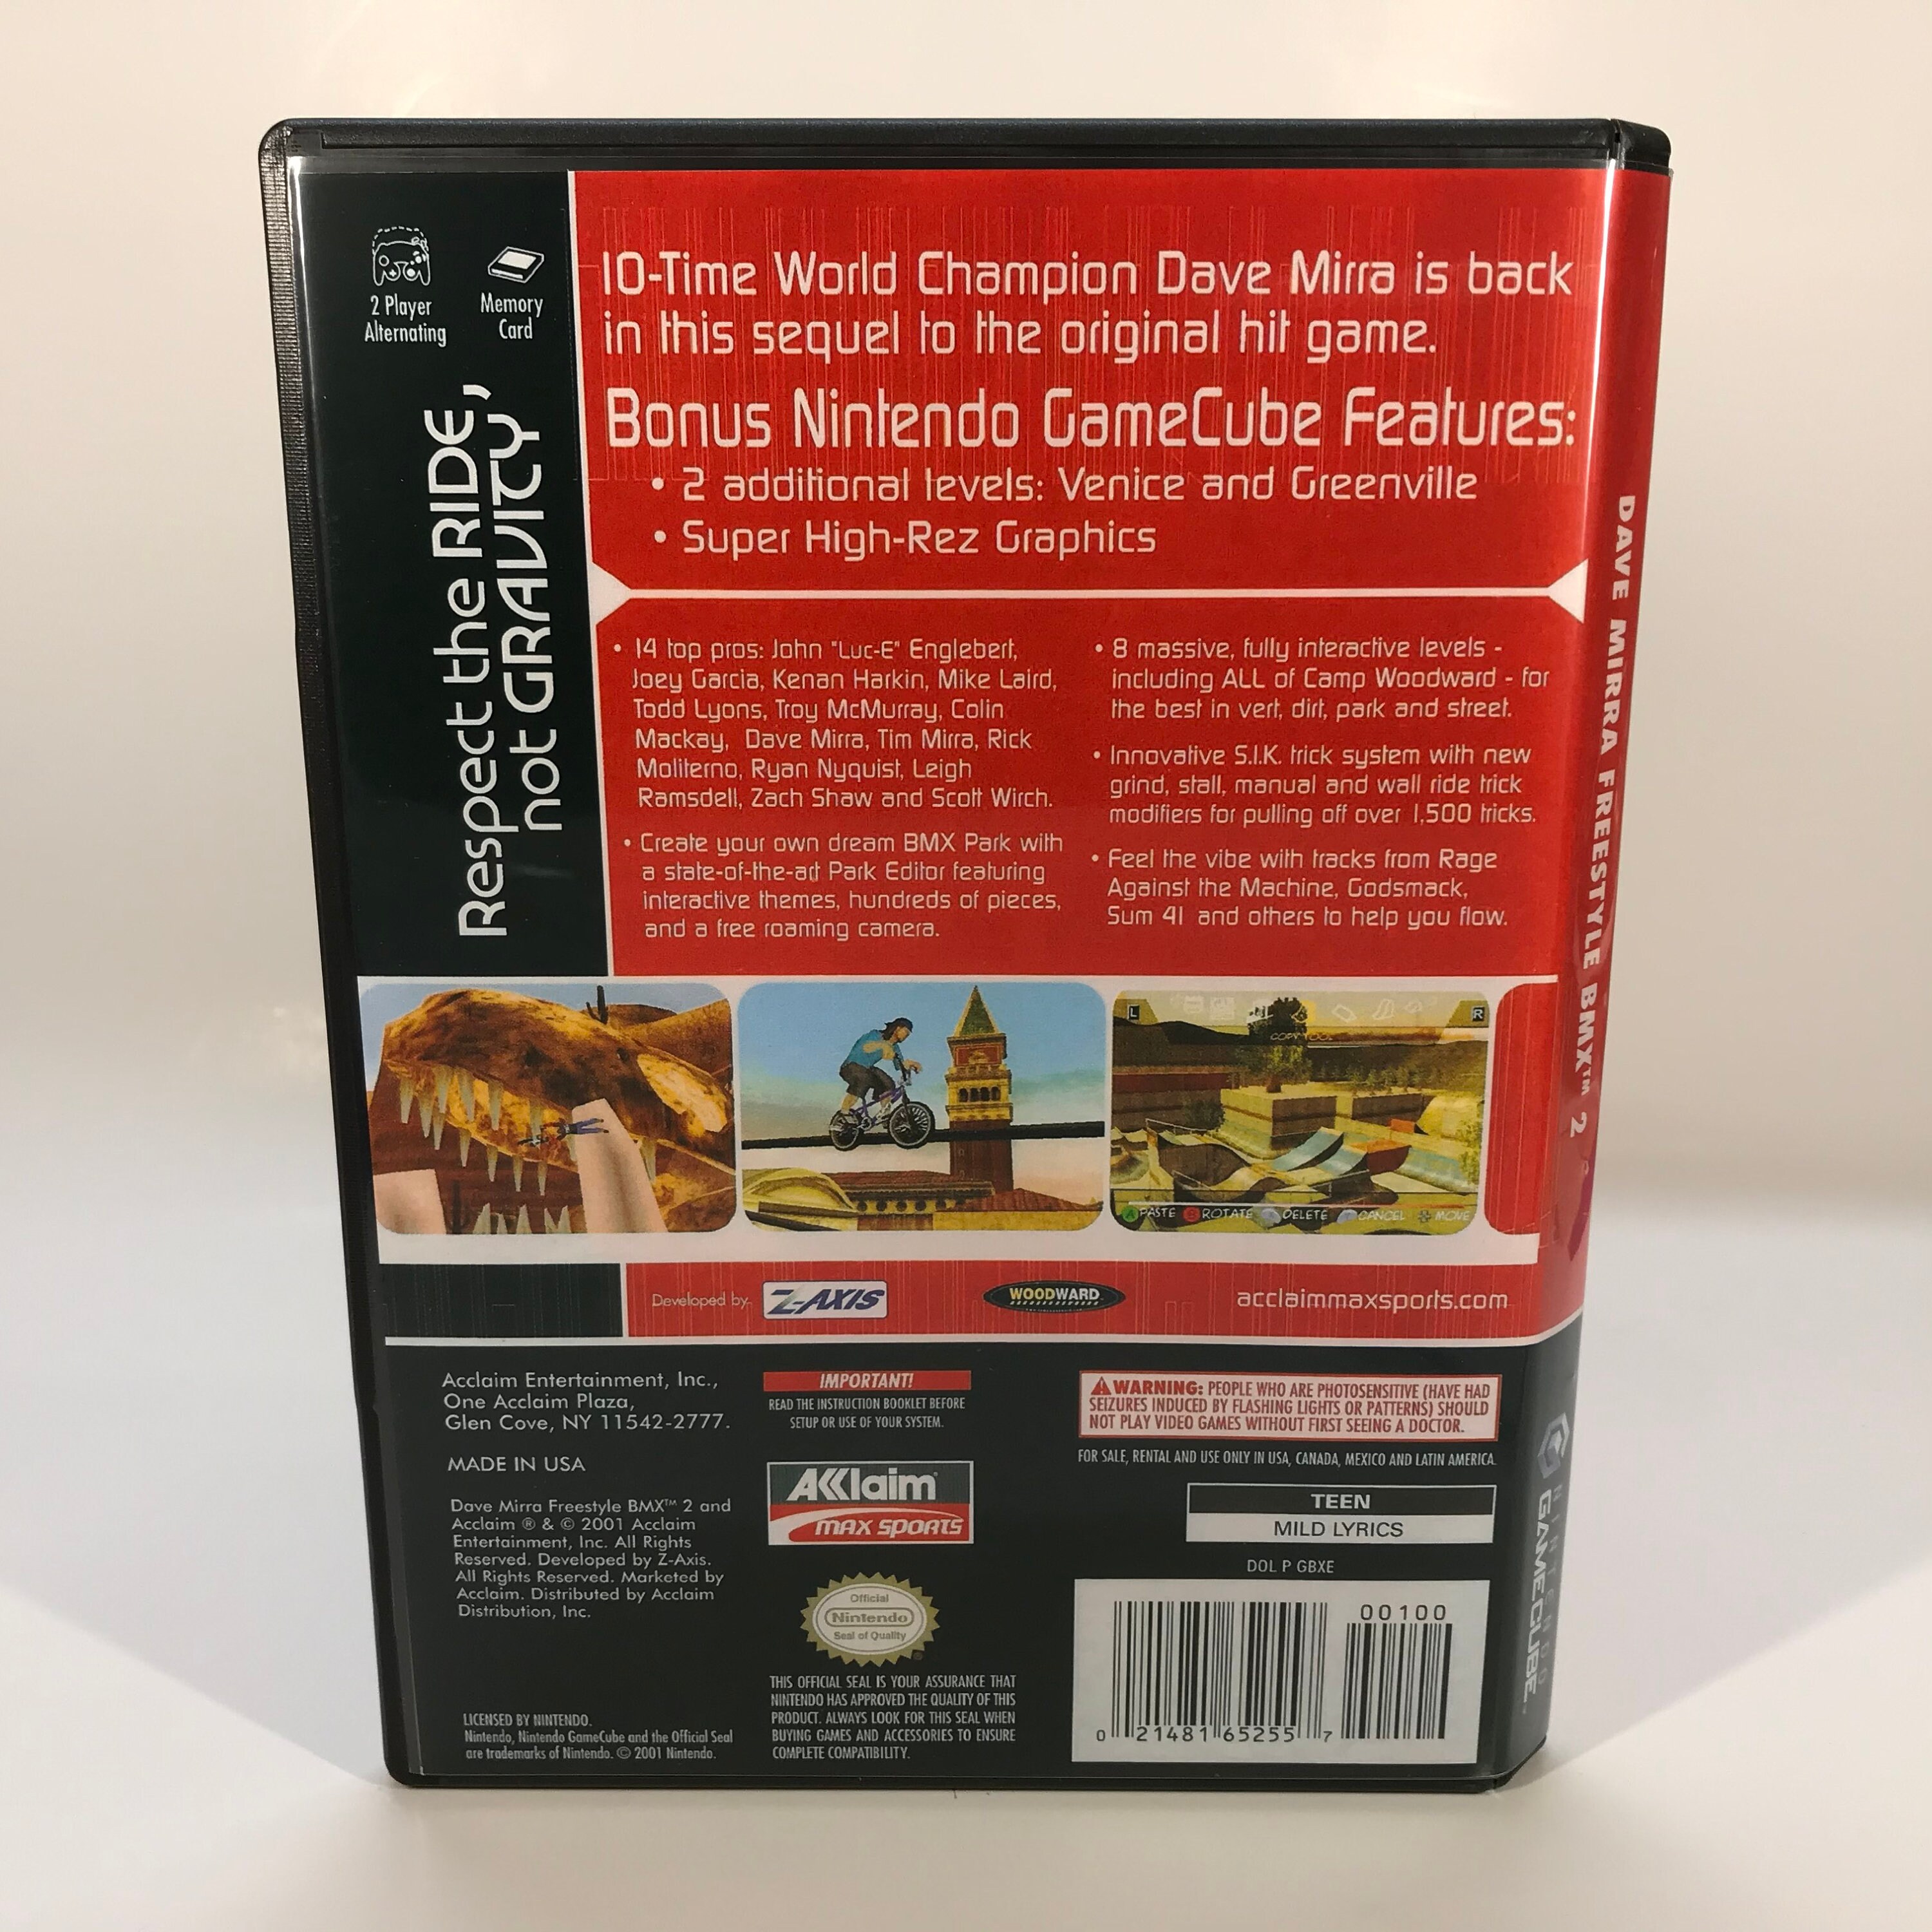 2 Player
Alternating
Memory
Card
Respect the RIDE,
not GRAVITY,
10-Time World Champion Dave Mirra is back
in this sequel to the original hit game.
Bonus Nintendo GameCube Features:
• 2 additional levels: Venice and Greenville
• Super High-Rez Graphics
• 14 top pros: John "Luc-E" Englebert,
Joey Garcia, Kenan Harkin, Mike Laird,
Todd Lyons, Troy McMurray, Colin
Mackay, Dave Mirra, Tim Mirra, Rick
Moliterno, Ryan Nyquist, Leigh
Ramsdell, Zach Shaw and Scott Wirch.
• Create your own dream BMX Park with
a state-of-the-art Park Editor featuring
interactive themes, hundreds of pieces,
and a free roaming camera.
• 8 massive, fully interactive levels -
including ALL of Camp Woodward - for
the best in vert, dirt, park and street.
• Innovative S.I.K. trick system with new
grind, stall, manual and wall ride trick
modifiers for pulling off over 1,500 tricks.
• Feel the vibe with tracks from Rage
Against the Machine, Godsmack,
Sum 41 and others to help you flow.
L
R
COPY TOOL
A PASTE B ROTATE DELETE CANCEL MOVE
Developed by
Z-AXIS
WOODWARD
acclaimmaxsports.com
Acclaim Entertainment, Inc.,
One Acclaim Plaza,
Glen Cove, NY 11542-2777.
MADE IN USA
Dave Mirra Freestyle BMX™ 2 and
Acclaim ® & © 2001 Acclaim
Entertainment, Inc. All Rights
Reserved. Developed by Z-Axis.
All Rights Reserved. Marketed by
Acclaim. Distributed by Acclaim
Distribution, Inc.
LICENSED BY NINTENDO.
Nintendo, Nintendo GameCube and the Official Seal
are trademarks of Nintendo. © 2001 Nintendo.
IMPORTANT!
READ THE INSTRUCTION BOOKLET BEFORE
SETUP OR USE OF YOUR SYSTEM.
AKKlaim®
MAX SPORTS
Official
Nintendo
Seal of Quality
®
THIS OFFICIAL SEAL IS YOUR ASSURANCE THAT
NINTENDO HAS APPROVED THE QUALITY OF THIS
PRODUCT. ALWAYS LOOK FOR THIS SEAL WHEN
BUYING GAMES AND ACCESSORIES TO ENSURE
COMPLETE COMPATIBILITY.
WARNING: PEOPLE WHO ARE PHOTOSENSITIVE (HAVE HAD
SEIZURES INDUCED BY FLASHING LIGHTS OR PATTERNS) SHOULD
NOT PLAY VIDEO GAMES WITHOUT FIRST SEEING A DOCTOR.
FOR SALE, RENTAL AND USE ONLY IN USA, CANADA, MEXICO AND LATIN AMERICA.
TEEN
MILD LYRICS
DOL P GBXE
00100
0 21481 65255 7
DAVE MIRRA FREESTYLE BMX™ 2
NINTENDO
GAMECUBE™